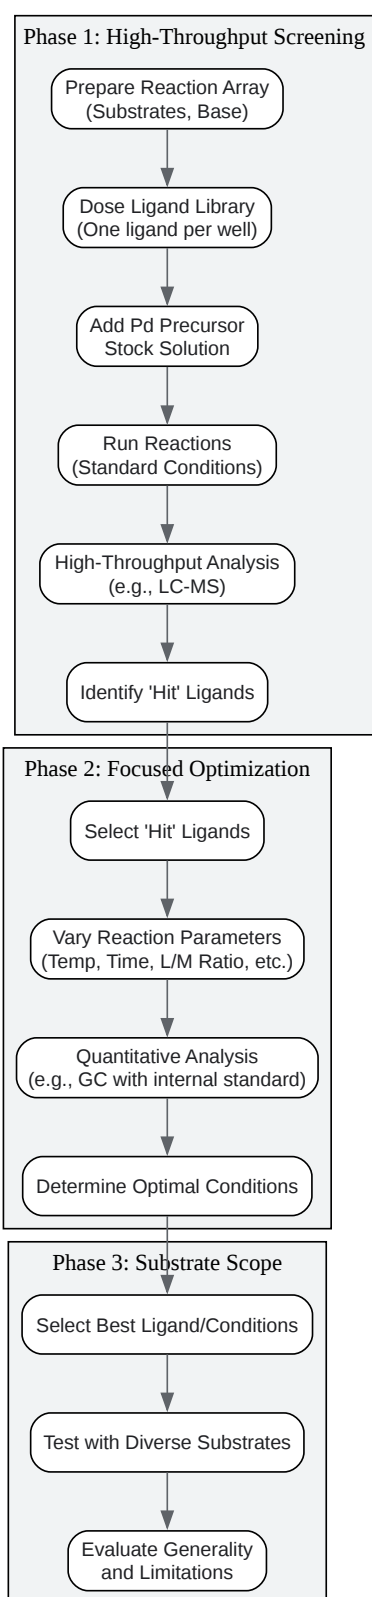 Phase 1: High-Throughput Screening
Prepare Reaction Array
(Substrates, Base)
Dose Ligand Library
(One ligand per well)
Add Pd Precursor
Stock Solution
Run Reactions
(Standard Conditions)
High-Throughput Analysis
(e.g., LC-MS)
Identify 'Hit' Ligands
Phase 2: Focused Optimization
Select 'Hit' Ligands
Vary Reaction Parameters
(Temp, Time, L/M Ratio, etc.)
Quantitative Analysis
(e.g., GC with internal standard)
Determine Optimal Conditions
Phase 3: Substrate Scope
Select Best Ligand/Conditions
Test with Diverse Substrates
Evaluate Generality
and Limitations